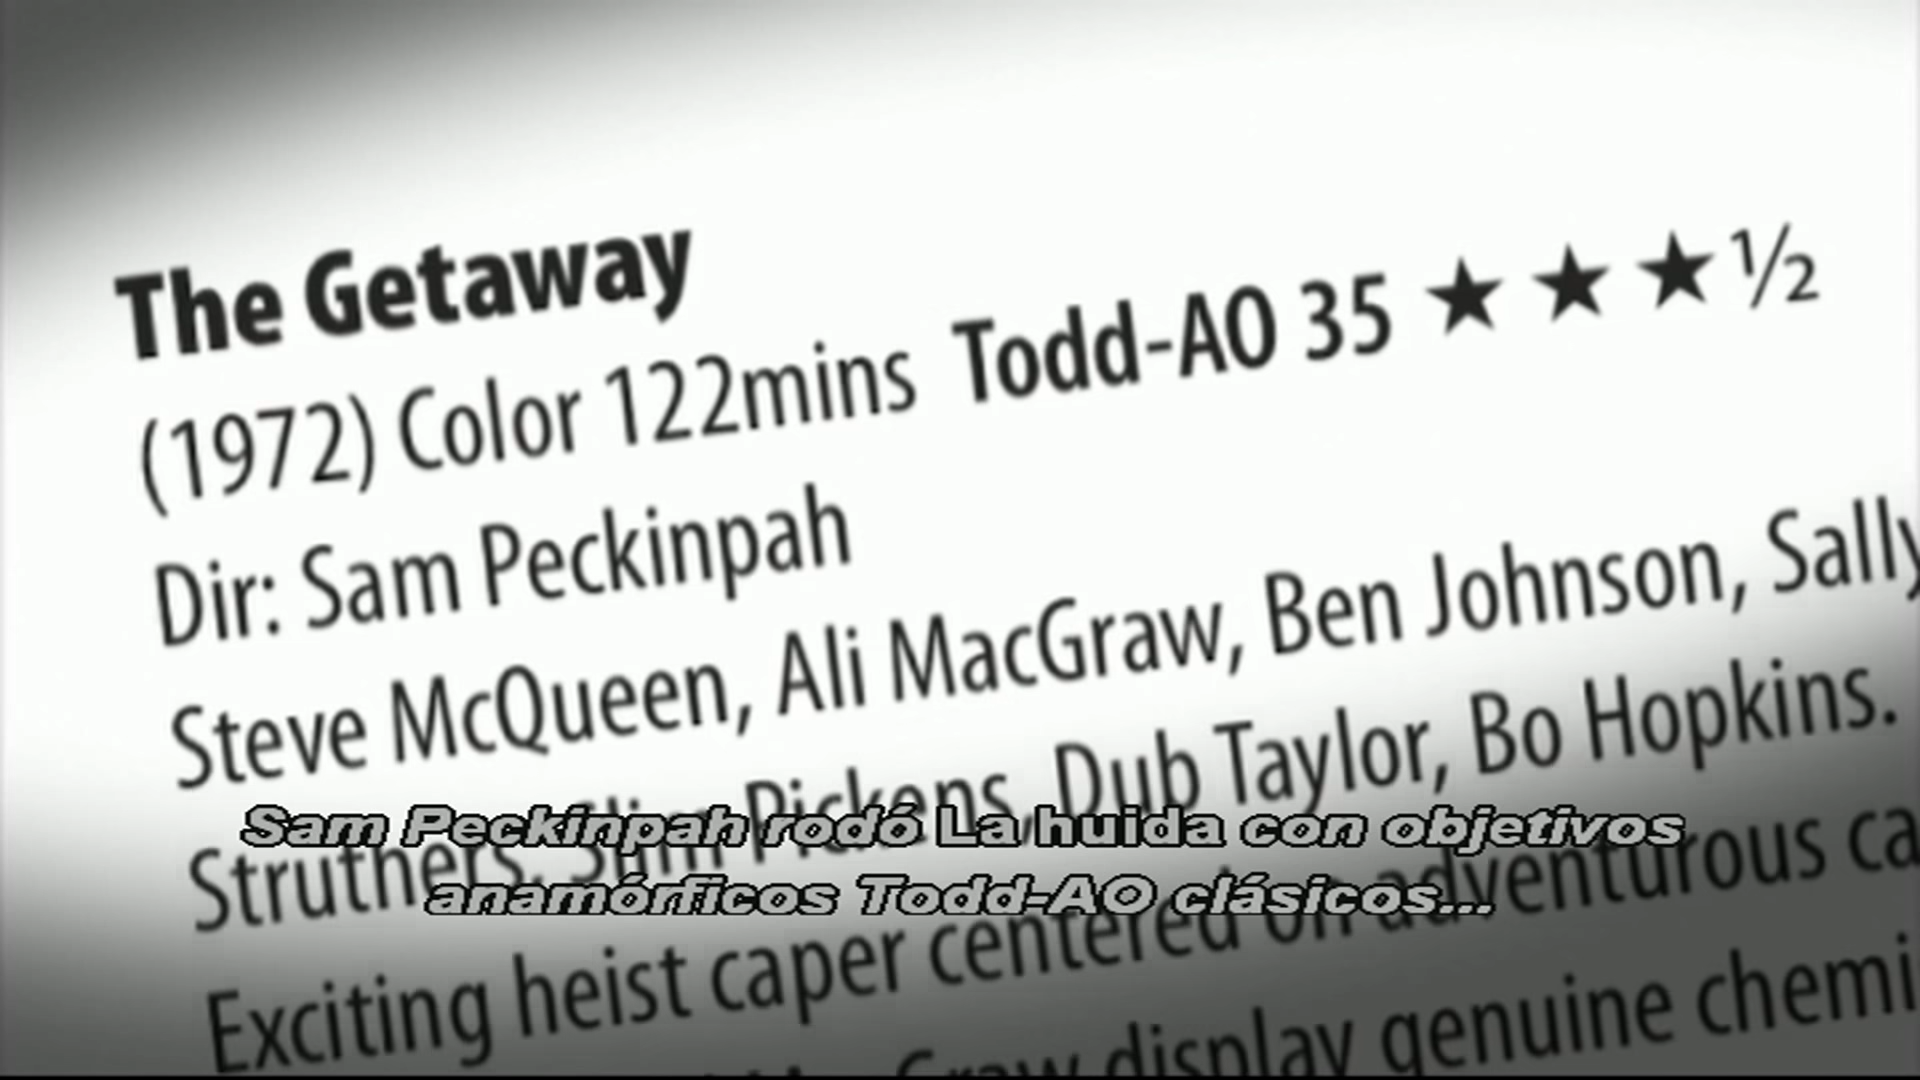 The Getaway
(1972) Color 122mins Todd-AO 35 ★ ★ ★ ½
Dir: Sam Peckinpah
Steve McQueen, Ali MacGraw, Ben Johnson, Sally
Struthers, Slim Pickens, Dub Taylor, Bo Hopkins.
Sam Peckinpah rodó La huida con objetivos
anamórficos Todd-AO clásicos...
Exciting heist caper centered on adventurous
display genuine